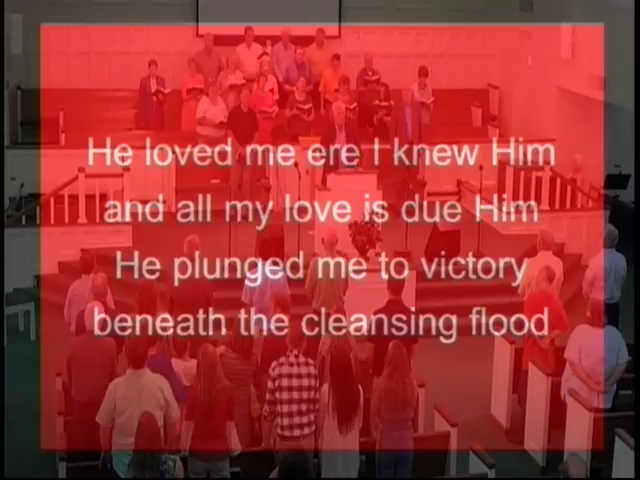 He loved me ere I knew Him
and all my love is due Him
He plunged me to victory
beneath the cleansing flood